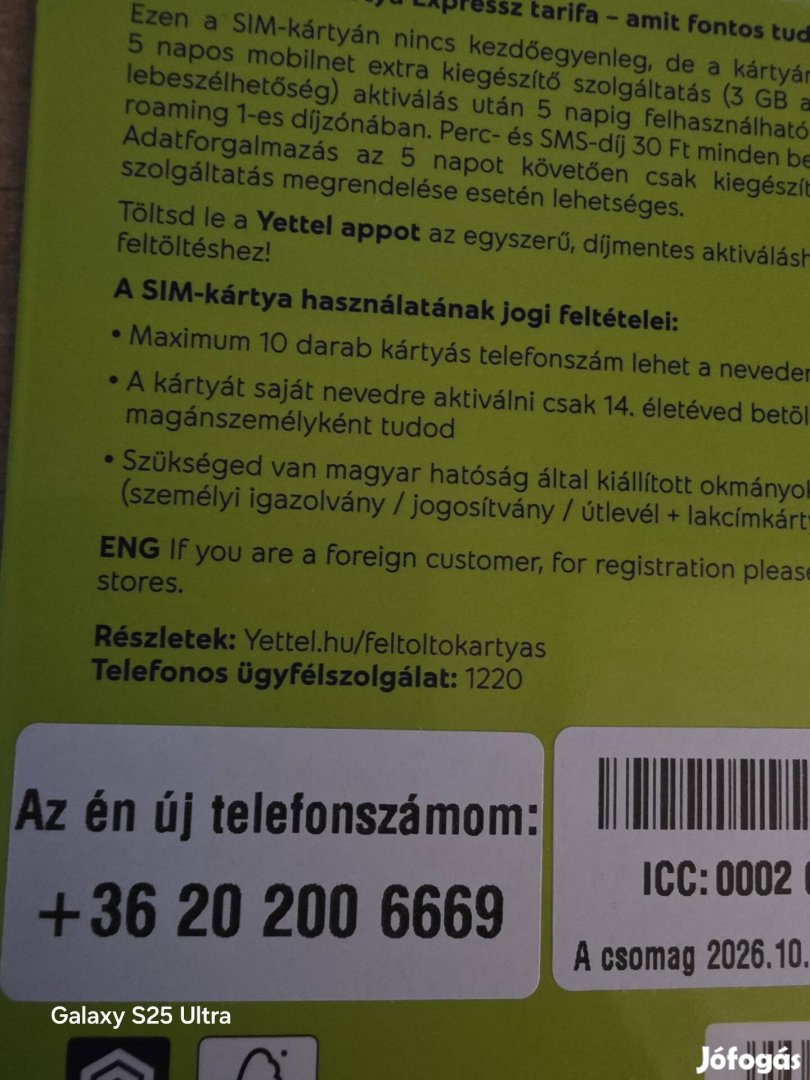 Expressz tarifa – amit fontos tud
Ezen a SIM-kártyán nincs kezdőegyenleg, de a kártyán
5 napos mobilnet extra kiegészítő szolgáltatás (3 GB a
lebeszélhetőség) aktiválás után 5 napig felhasználható
roaming 1-es díjzónában. Perc- és SMS-díj 30 Ft minden be
Adatforgalmazás az 5 napot követően csak kiegészít
szolgáltatás megrendelése esetén lehetséges.
Töltsd le a Yettel appot az egyszerű, díjmentes aktiválásh
feltöltéshez!
A SIM-kártya használatának jogi feltételei:
• Maximum 10 darab kártyás telefonszám lehet a neveden
• A kártyát saját nevedre aktiválni csak 14. életéved betöl
magánszemélyként tudod
• Szükséged van magyar hatóság által kiállított okmányol
(személyi igazolvány / jogosítvány / útlevél + lakcímkárty
ENG If you are a foreign customer, for registration please
stores.
Részletek: Yettel.hu/feltoltokartyas
Telefonos ügyfélszolgálat: 1220
Az én új telefonszámom:
+36 20 200 6669
ICC: 0002
A csomag 2026.10.
Galaxy S25 Ultra
Jófogás